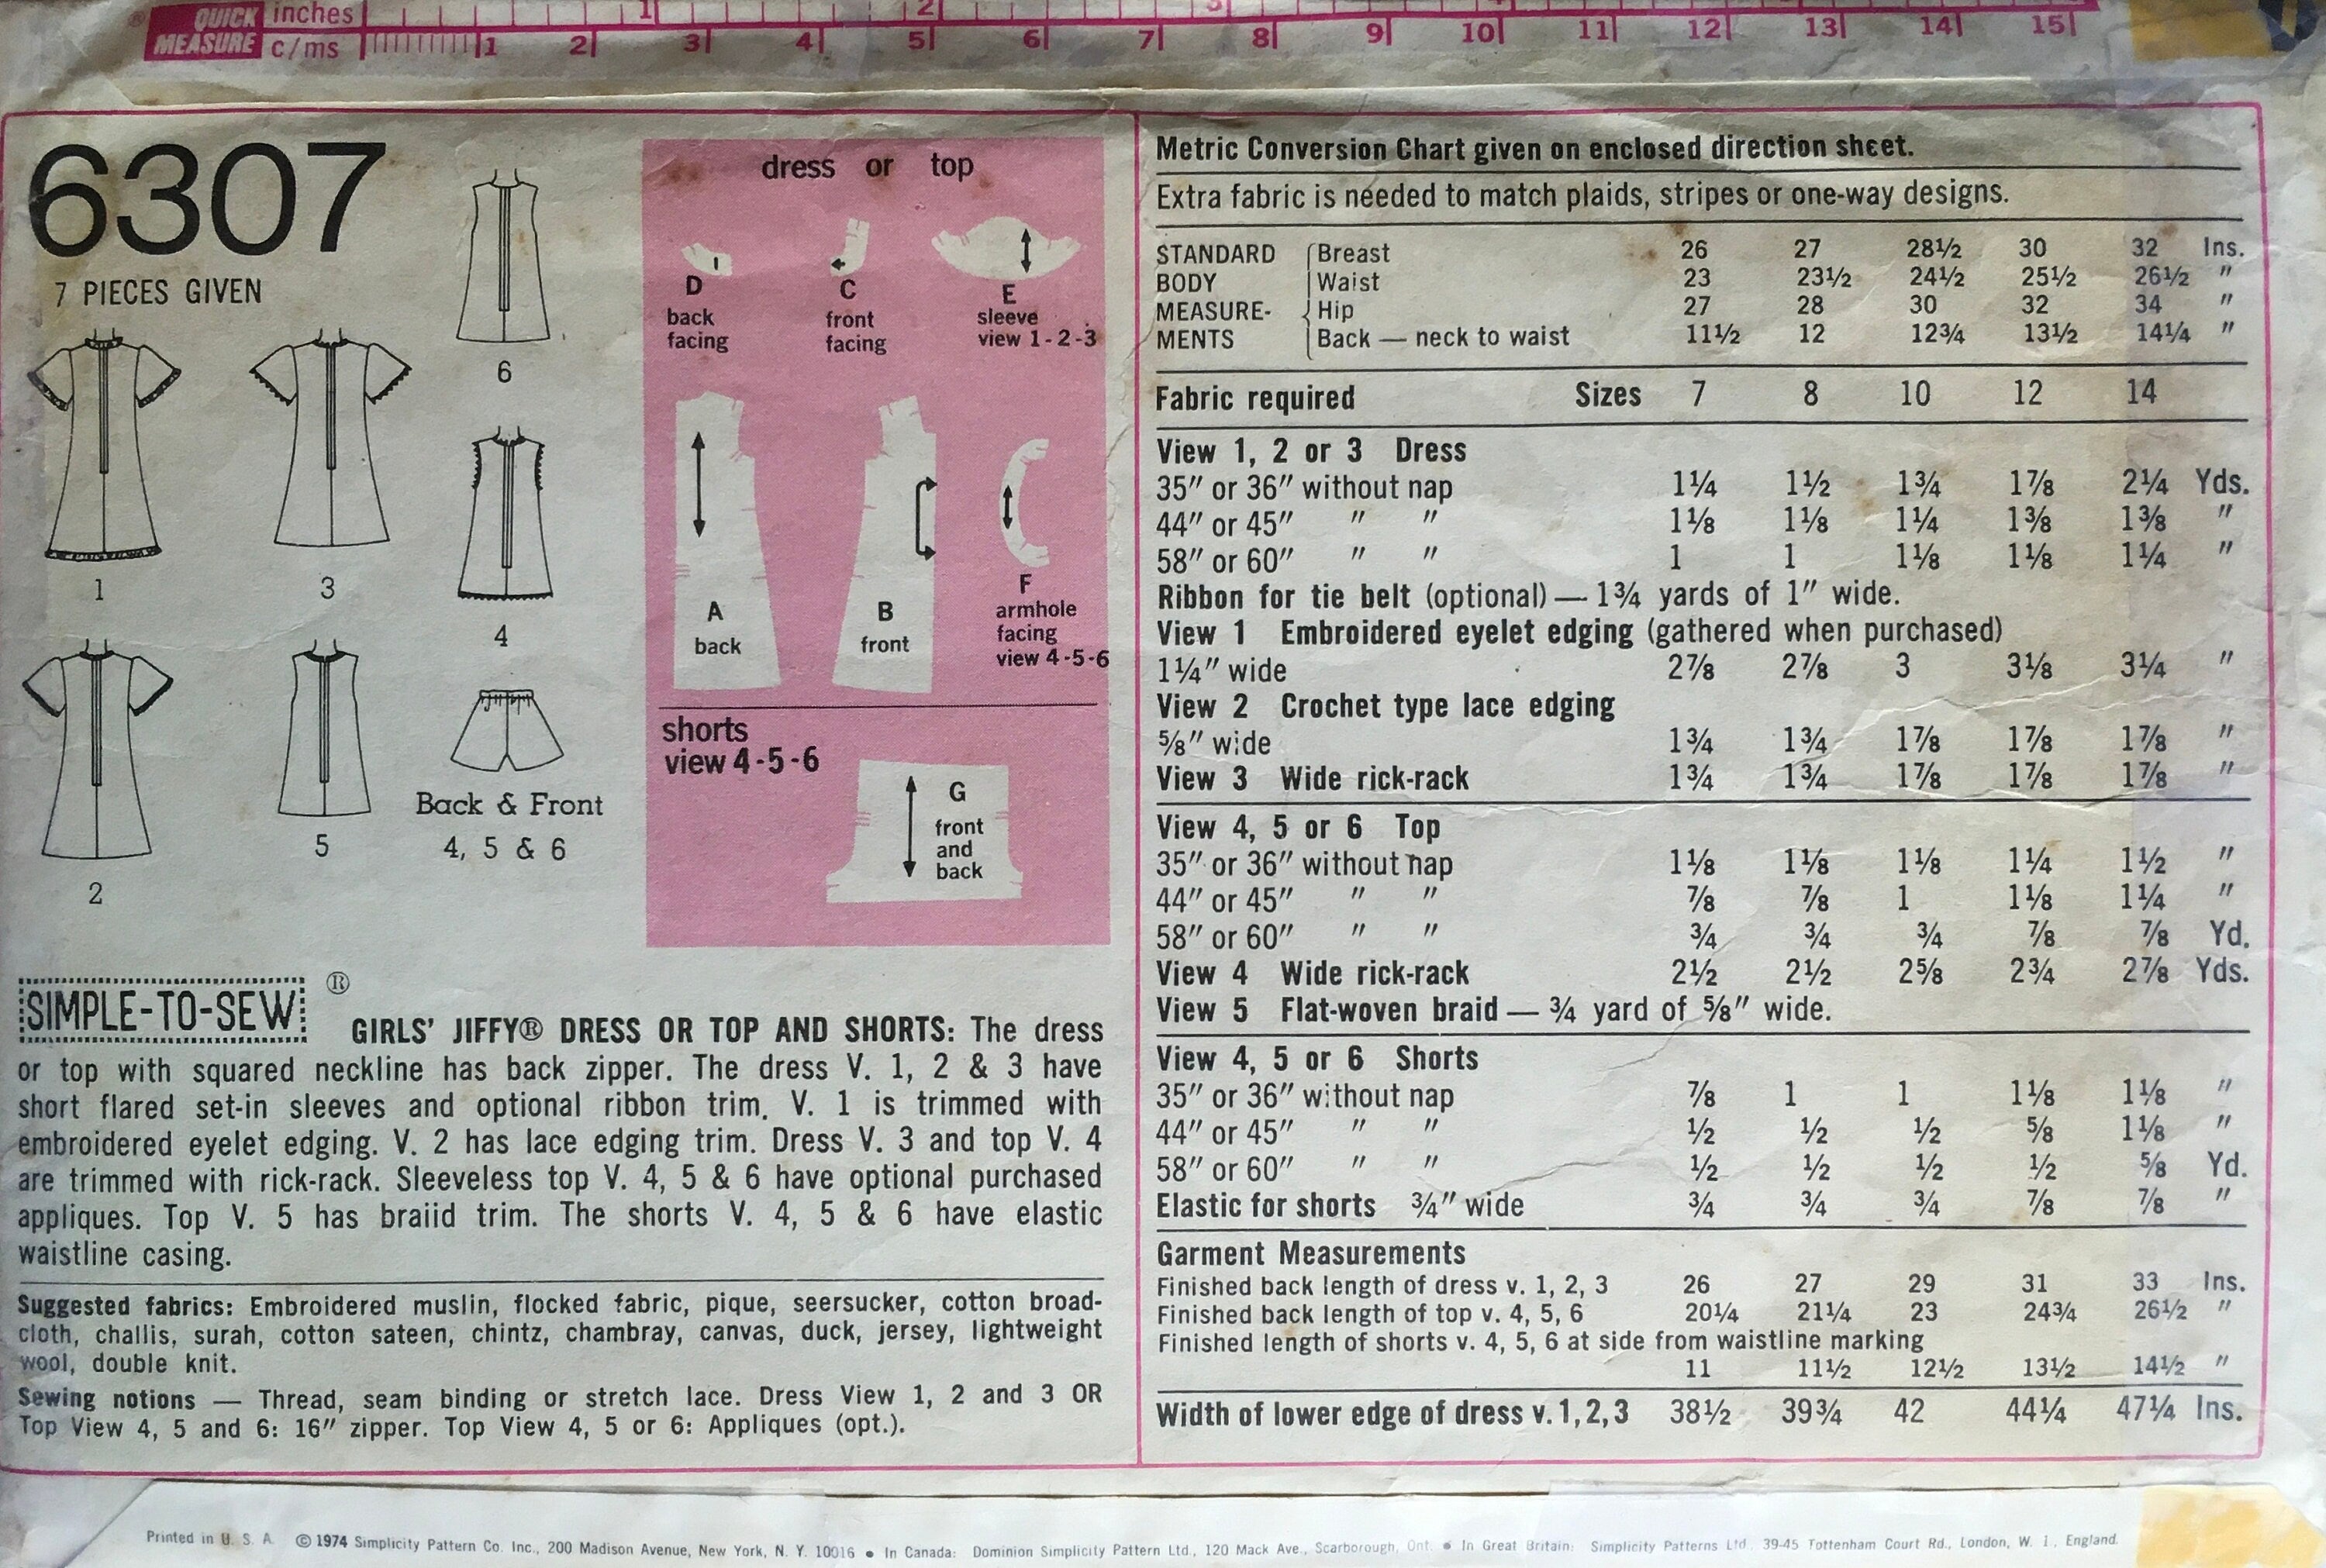 QUICK MEASURE inches
c/ms
1 2 3
1 2 3 4 5 6 7 8 9 10 11 12 13 14 15
6307
7 PIECES GIVEN
6
1
3
4
2
5
Back & Front
4, 5 & 6
dress or top
D
back
facing
C
front
facing
E
sleeve
view 1-2-3
A
back
B
front
F
armhole
facing
view 4-5-6
shorts
view 4-5-6
G
front
and
back
SIMPLE-TO-SEW ®
GIRLS' JIFFY® DRESS OR TOP AND SHORTS: The dress
or top with squared neckline has back zipper. The dress V. 1, 2 & 3 have
short flared set-in sleeves and optional ribbon trim. V. 1 is trimmed with
embroidered eyelet edging. V. 2 has lace edging trim. Dress V. 3 and top V. 4
are trimmed with rick-rack. Sleeveless top V. 4, 5 & 6 have optional purchased
appliques. Top V. 5 has braiid trim. The shorts V. 4, 5 & 6 have elastic
waistline casing.
Suggested fabrics: Embroidered muslin, flocked fabric, pique, seersucker, cotton broad-
cloth, challis, surah, cotton sateen, chintz, chambray, canvas, duck, jersey, lightweight
wool, double knit.
Sewing notions — Thread, seam binding or stretch lace. Dress View 1, 2 and 3 OR
Top View 4, 5 and 6: 16″ zipper. Top View 4, 5 or 6: Appliques (opt.).
Metric Conversion Chart given on enclosed direction sheet.
Extra fabric is needed to match plaids, stripes or one-way designs.
STANDARD Breast 26 27 28½ 30 32 Ins.
BODY Waist 23 23½ 24½ 25½ 26½ ″
MEASURE- Hip 27 28 30 32 34 ″
MENTS Back — neck to waist 11½ 12 12¾ 13½ 14¼ ″
Fabric required Sizes 7 8 10 12 14
View 1, 2 or 3 Dress
35″ or 36″ without nap 1¼ 1½ 1¾ 1⅞ 2¼ Yds.
44″ or 45″ ″ ″ 1⅛ 1⅛ 1¼ 1⅜ 1⅜ ″
58″ or 60″ ″ ″ 1 1 1⅛ 1⅛ 1¼ ″
Ribbon for tie belt (optional) — 1¾ yards of 1″ wide.
View 1 Embroidered eyelet edging (gathered when purchased)
1¼″ wide 2⅞ 2⅞ 3 3⅛ 3¼ ″
View 2 Crochet type lace edging
⅝″ wide 1¾ 1¾ 1⅞ 1⅞ 1⅞ ″
View 3 Wide rick-rack 1¾ 1¾ 1⅞ 1⅞ 1⅞ ″
View 4, 5 or 6 Top
35″ or 36″ without nap 1⅛ 1⅛ 1⅛ 1¼ 1½ ″
44″ or 45″ ″ ″ ⅞ ⅞ 1 1⅛ 1¼ ″
58″ or 60″ ″ ″ ¾ ¾ ¾ ⅞ ⅞ Yd.
View 4 Wide rick-rack 2½ 2½ 2⅝ 2¾ 2⅞ Yds.
View 5 Flat-woven braid — ¾ yard of ⅝″ wide.
View 4, 5 or 6 Shorts
35″ or 36″ without nap ⅞ 1 1 1⅛ 1⅛ ″
44″ or 45″ ″ ″ ½ ½ ½ ⅝ 1⅛ ″
58″ or 60″ ″ ″ ½ ½ ½ ½ ⅝ Yd.
Elastic for shorts ¾″ wide ¾ ¾ ¾ ⅞ ⅞ ″
Garment Measurements
Finished back length of dress v. 1, 2, 3 26 27 29 31 33 Ins.
Finished back length of top v. 4, 5, 6 20¼ 21¼ 23 24¾ 26½ ″
Finished length of shorts v. 4, 5, 6 at side from waistline marking
11 11½ 12½ 13½ 14½ ″
Width of lower edge of dress v. 1, 2, 3 38½ 39¾ 42 44¼ 47¼ Ins.
Printed in U. S. A. © 1974 Simplicity Pattern Co. Inc., 200 Madison Avenue, New York, N. Y. 10016 • In Canada: Dominion Simplicity Pattern Ltd., 120 Mack Ave., Scarborough, Ont. • In Great Britain: Simplicity Patterns Ltd. 39-45 Tottenham Court Rd., London, W. 1., England.